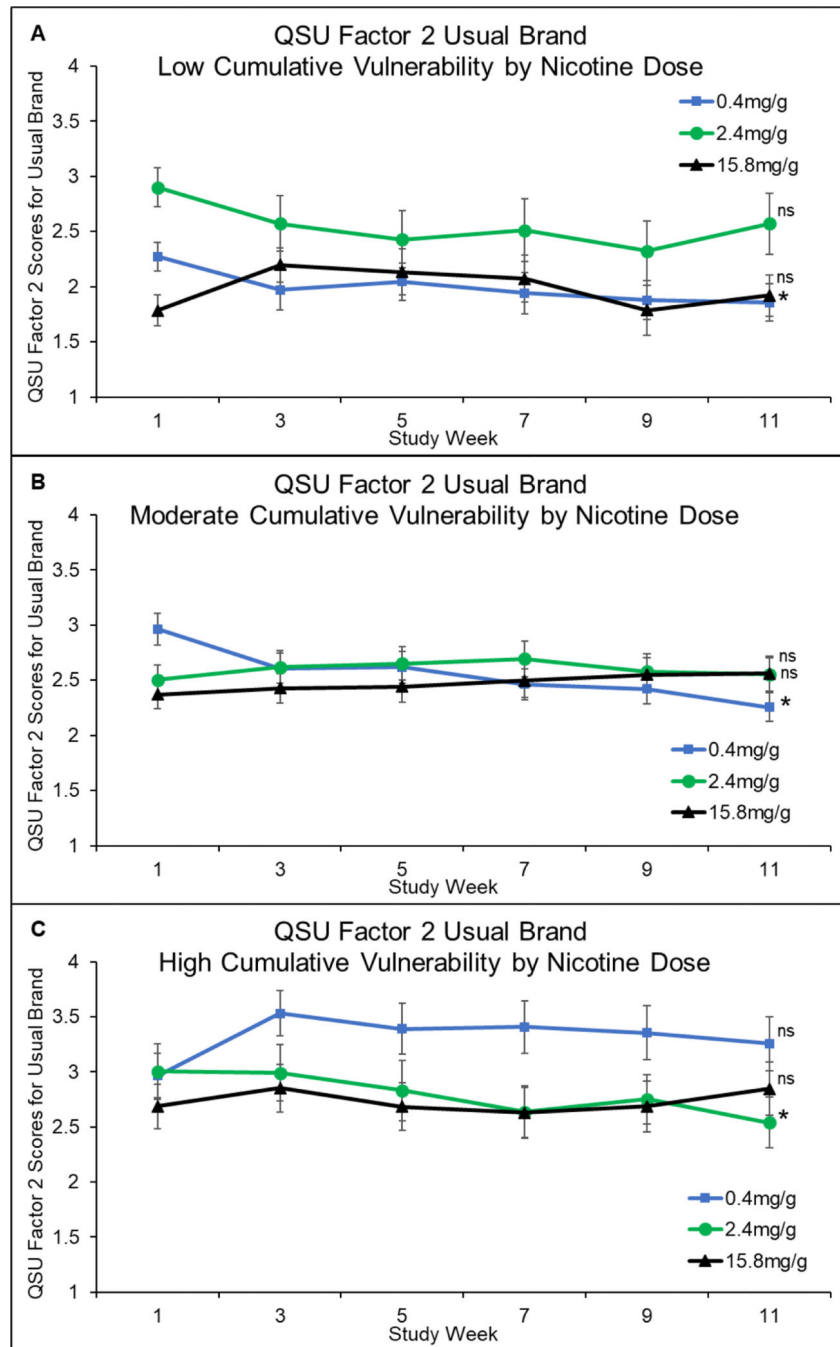 A
QSU Factor 2 Usual Brand
Low Cumulative Vulnerability by Nicotine Dose
QSU Factor 2 Scores for Usual Brand
4
3.5
3
2.5
2
1.5
1
0.4mg/g
2.4mg/g
15.8mg/g
ns
ns
*
1 3 5 7 9 11
Study Week
B
QSU Factor 2 Usual Brand
Moderate Cumulative Vulnerability by Nicotine Dose
QSU Factor 2 Scores for Usual Brand
4
3.5
3
2.5
2
1.5
1
ns
ns
*
0.4mg/g
2.4mg/g
15.8mg/g
1 3 5 7 9 11
Study Week
C
QSU Factor 2 Usual Brand
High Cumulative Vulnerability by Nicotine Dose
QSU Factor 2 Scores for Usual Brand
4
3.5
3
2.5
2
1.5
1
ns
ns
*
0.4mg/g
2.4mg/g
15.8mg/g
1 3 5 7 9 11
Study Week